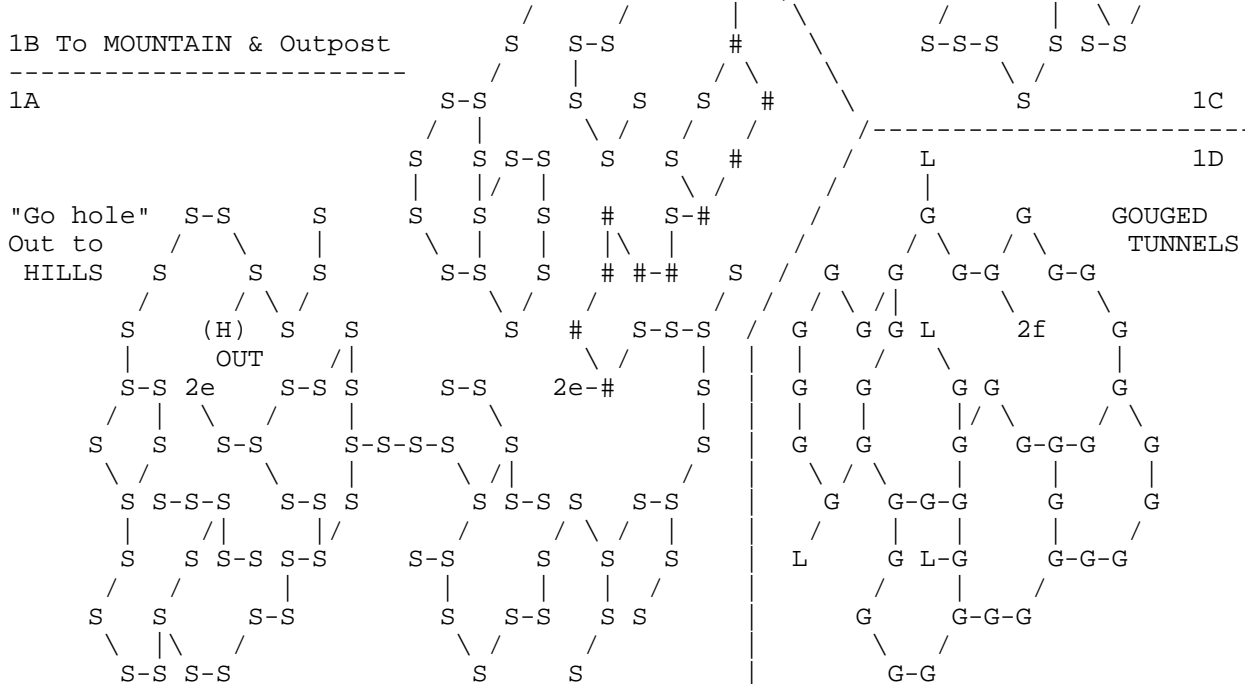 /     /      |   \         /      |  \ /
1B To MOUNTAIN & Outpost       S   S-S       #    \      S-S-S   S S-S
-------------------------     /    |        / \    \          \ /
1A                         S-S     S   S   S   #    \          S          1C
                          / |       \ /   /   /      /------------------------
                         S   S S-S   S   S   #      /    L                1D
                         |   |/  |        \ /      /     |
"Go hole"  S-S     S     S   S   S   #   S-#      /      G     G     GOUGED
Out to    /   \    |      \  |   |   |\  |       /      / \   / \     TUNNELS
 HILLS   S     S   S       S-S   S   # #-#   S  /  G   G  G-G  G-G
        /     / \ /           \ /   /       /  /  / \ /|     \    \
       S    (H)  S   S         S   #   S-S-S  /  G   G G L    2f   G
       |     OUT    /|              \ /    |  |  |    /   \        |
       S-S 2e    S-S S     S-S    2e-#     S  |  G   G     G G     G
      /  |  \   /    |        \            |  |  |   |     |/     / \
     S   S   S-S     S-S-S-S   S           S  |  G   G     G  G-G-G   G
      \ /       \    |      \ /|          /   |   \ / \    |    |     |
       S S-S-S   S-S S       S S-S-S   S-S    |    G   G-G-G    G     G
       |    /|     |/       /    |  \ /  |    |   /    |   |    |    /
       S   S S-S S-S     S-S     S   S   S    |  L     G L-G    G-G-G
      /   /      |         |    /    |  /     |       /    |
     S   S     S-S         S   S-S   S S      |      G     G-G-G
      \  |\   /             \ /     /         |       \   /
       S-S S-S               S     S          |        G-G